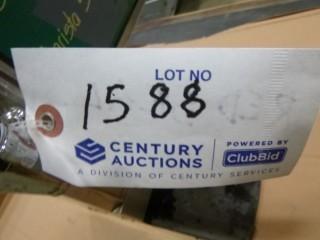 LOT NO
1588
CENTURY AUCTIONS
POWERED BY
ClubBid
A DIVISION OF CENTURY SERVICES